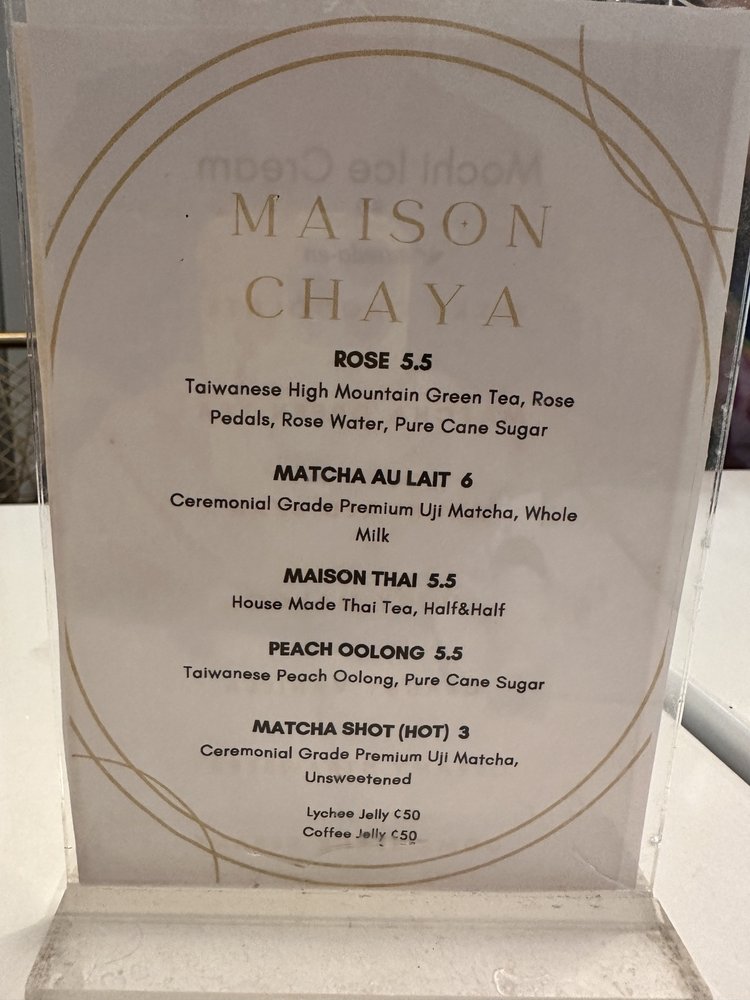 Mochi Ice Cream
MAISON
CHAYA
ROSE 5.5
Taiwanese High Mountain Green Tea, Rose
Pedals, Rose Water, Pure Cane Sugar
MATCHA AU LAIT 6
Ceremonial Grade Premium Uji Matcha, Whole
Milk
MAISON THAI 5.5
House Made Thai Tea, Half&Half
PEACH OOLONG 5.5
Taiwanese Peach Oolong, Pure Cane Sugar
MATCHA SHOT (HOT) 3
Ceremonial Grade Premium Uji Matcha,
Unsweetened
Lychee Jelly ¢50
Coffee Jelly ¢50